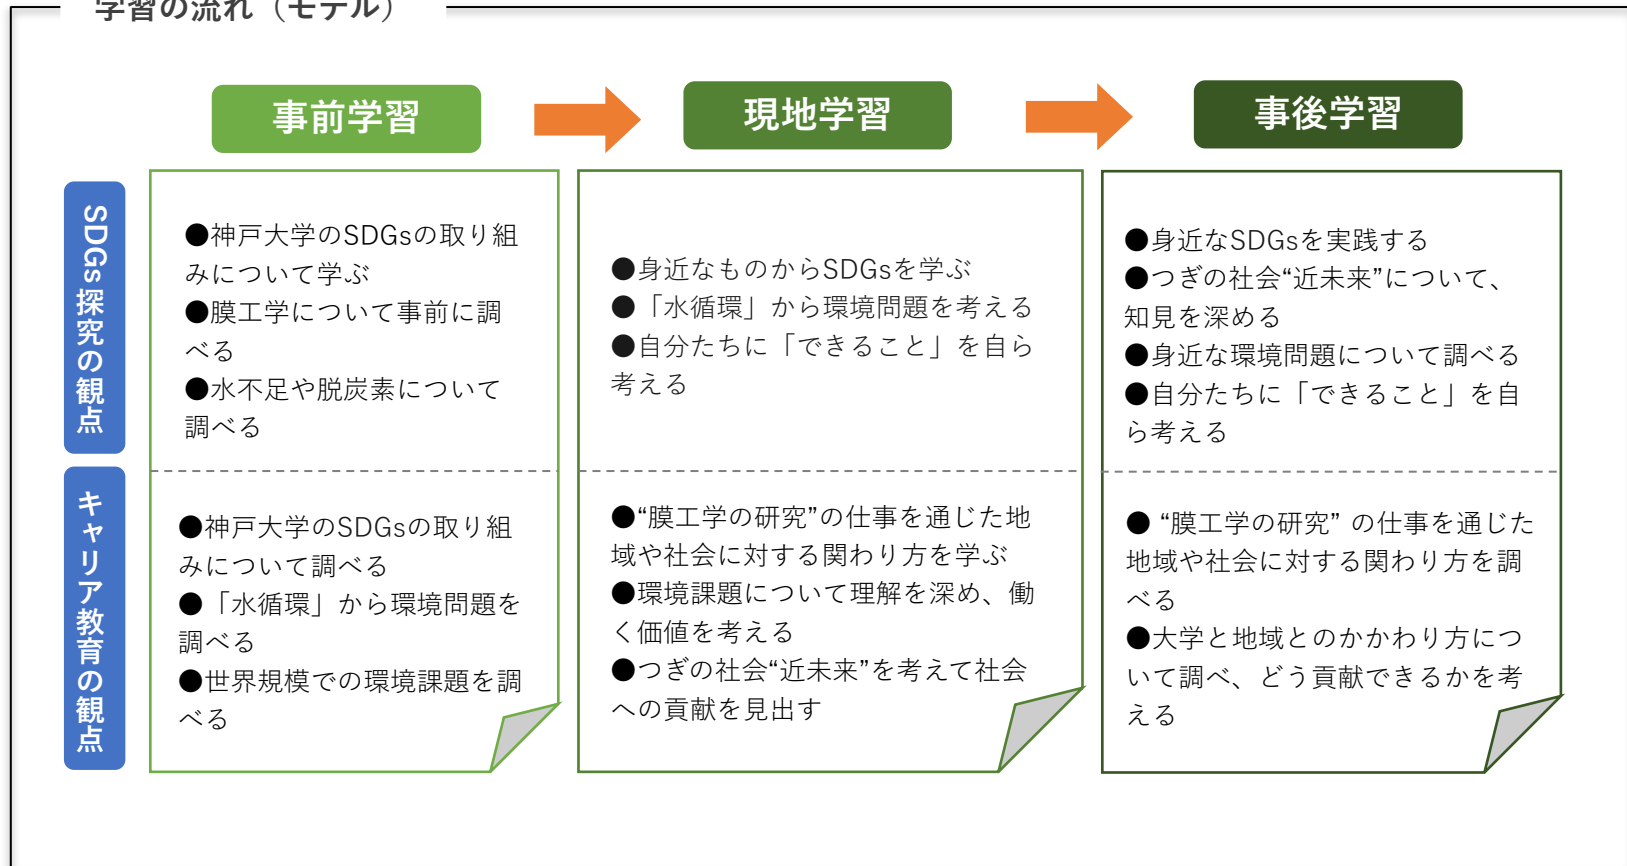 学習の流れ（モデル）
事前学習
現地学習
事後学習
SDGs探究の観点
●神戸大学のSDGsの取り組
みについて学ぶ
●膜工学について事前に調
べる
●水不足や脱炭素について
調べる
●身近なものからSDGsを学ぶ
●「水循環」から環境問題を考える
●自分たちに「できること」を自ら
考える
●身近なSDGsを実践する
●つぎの社会“近未来”について、
知見を深める
●身近な環境問題について調べる
●自分たちに「できること」を自
ら考える
キャリア教育の観点
●神戸大学のSDGsの取り組
みについて調べる
●「水循環」から環境問題を
調べる
●世界規模での環境課題を調
べる
●“膜工学の研究”の仕事を通じた地
域や社会に対する関わり方を学ぶ
●環境課題について理解を深め、働
く価値を考える
●つぎの社会“近未来”を考えて社会
への貢献を見出す
● “膜工学の研究” の仕事を通じた
地域や社会に対する関わり方を調
べる
●大学と地域とのかかわり方につ
いて調べ、どう貢献できるかを考
える